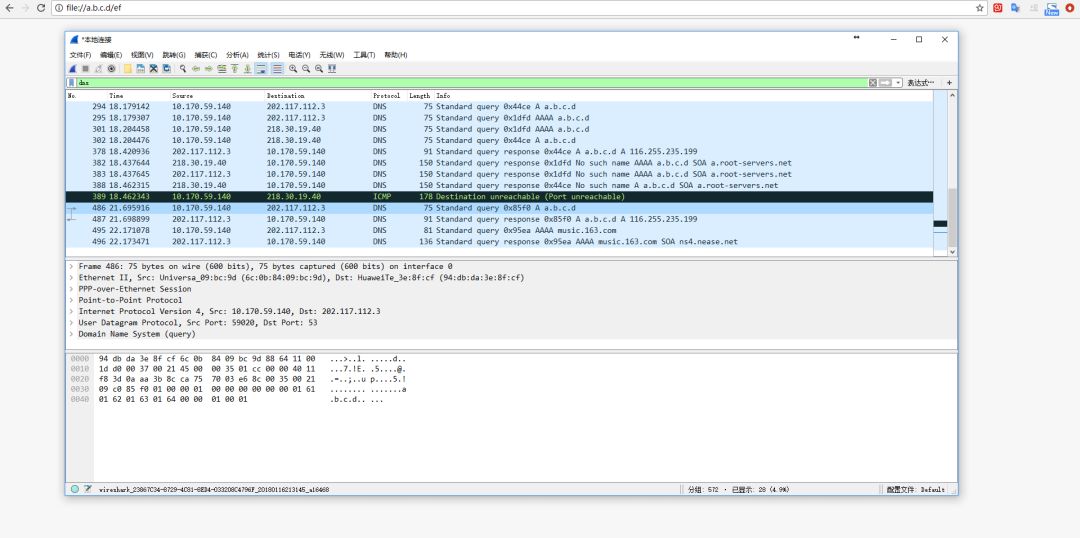 file://a.b.c.d/ef
New
*本地连接
文件(F) 编辑(E) 视图(V) 跳转(G) 捕获(C) 分析(A) 统计(S) 电话(Y) 无线(W) 工具(T) 帮助(H)
dns 表达式… +
No. Time Source Destination Protocol Length Info
294 18.179142 10.170.59.140 202.117.112.3 DNS 75 Standard query 0x44ce A a.b.c.d
295 18.179307 10.170.59.140 202.117.112.3 DNS 75 Standard query 0x1dfd AAAA a.b.c.d
301 18.204458 10.170.59.140 218.30.19.40 DNS 75 Standard query 0x1dfd AAAA a.b.c.d
302 18.204476 10.170.59.140 218.30.19.40 DNS 75 Standard query 0x44ce A a.b.c.d
378 18.420936 202.117.112.3 10.170.59.140 DNS 91 Standard query response 0x44ce A a.b.c.d A 116.255.235.199
382 18.437644 218.30.19.40 10.170.59.140 DNS 150 Standard query response 0x1dfd No such name AAAA a.b.c.d SOA a.root-servers.net
383 18.437645 202.117.112.3 10.170.59.140 DNS 150 Standard query response 0x1dfd No such name AAAA a.b.c.d SOA a.root-servers.net
388 18.462315 218.30.19.40 10.170.59.140 DNS 150 Standard query response 0x44ce No such name A a.b.c.d SOA a.root-servers.net
389 18.462343 10.170.59.140 218.30.19.40 ICMP 178 Destination unreachable (Port unreachable)
486 21.695916 10.170.59.140 202.117.112.3 DNS 75 Standard query 0x85f0 A a.b.c.d
487 21.698899 202.117.112.3 10.170.59.140 DNS 91 Standard query response 0x85f0 A a.b.c.d A 116.255.235.199
495 22.171078 10.170.59.140 202.117.112.3 DNS 81 Standard query 0x95ea AAAA music.163.com
496 22.173471 202.117.112.3 10.170.59.140 DNS 136 Standard query response 0x95ea AAAA music.163.com SOA ns4.nease.net
Frame 486: 75 bytes on wire (600 bits), 75 bytes captured (600 bits) on interface 0
Ethernet II, Src: Universa_09:bc:9d (6c:0b:84:09:bc:9d), Dst: HuaweiTe_3e:8f:cf (94:db:da:3e:8f:cf)
PPP-over-Ethernet Session
Point-to-Point Protocol
Internet Protocol Version 4, Src: 10.170.59.140, Dst: 202.117.112.3
User Datagram Protocol, Src Port: 59020, Dst Port: 53
Domain Name System (query)
0000 94 db da 3e 8f cf 6c 0b 84 09 bc 9d 88 64 11 00 ...>..l. .....d..
0010 1d d0 00 37 00 21 45 00 00 35 01 cc 00 00 40 11 ...7.!E. .5....@.
0020 f8 3d 0a aa 3b 8c ca 75 70 03 e6 8c 00 35 00 21 .=..;..u p....5.!
0030 09 c0 85 f0 01 00 00 01 00 00 00 00 00 00 01 61 ........ .......a
0040 01 62 01 63 01 64 00 00 01 00 01 .b.c.d.. ...
分组: 572 · 已显示: 28 (4.9%) 配置文件: Default